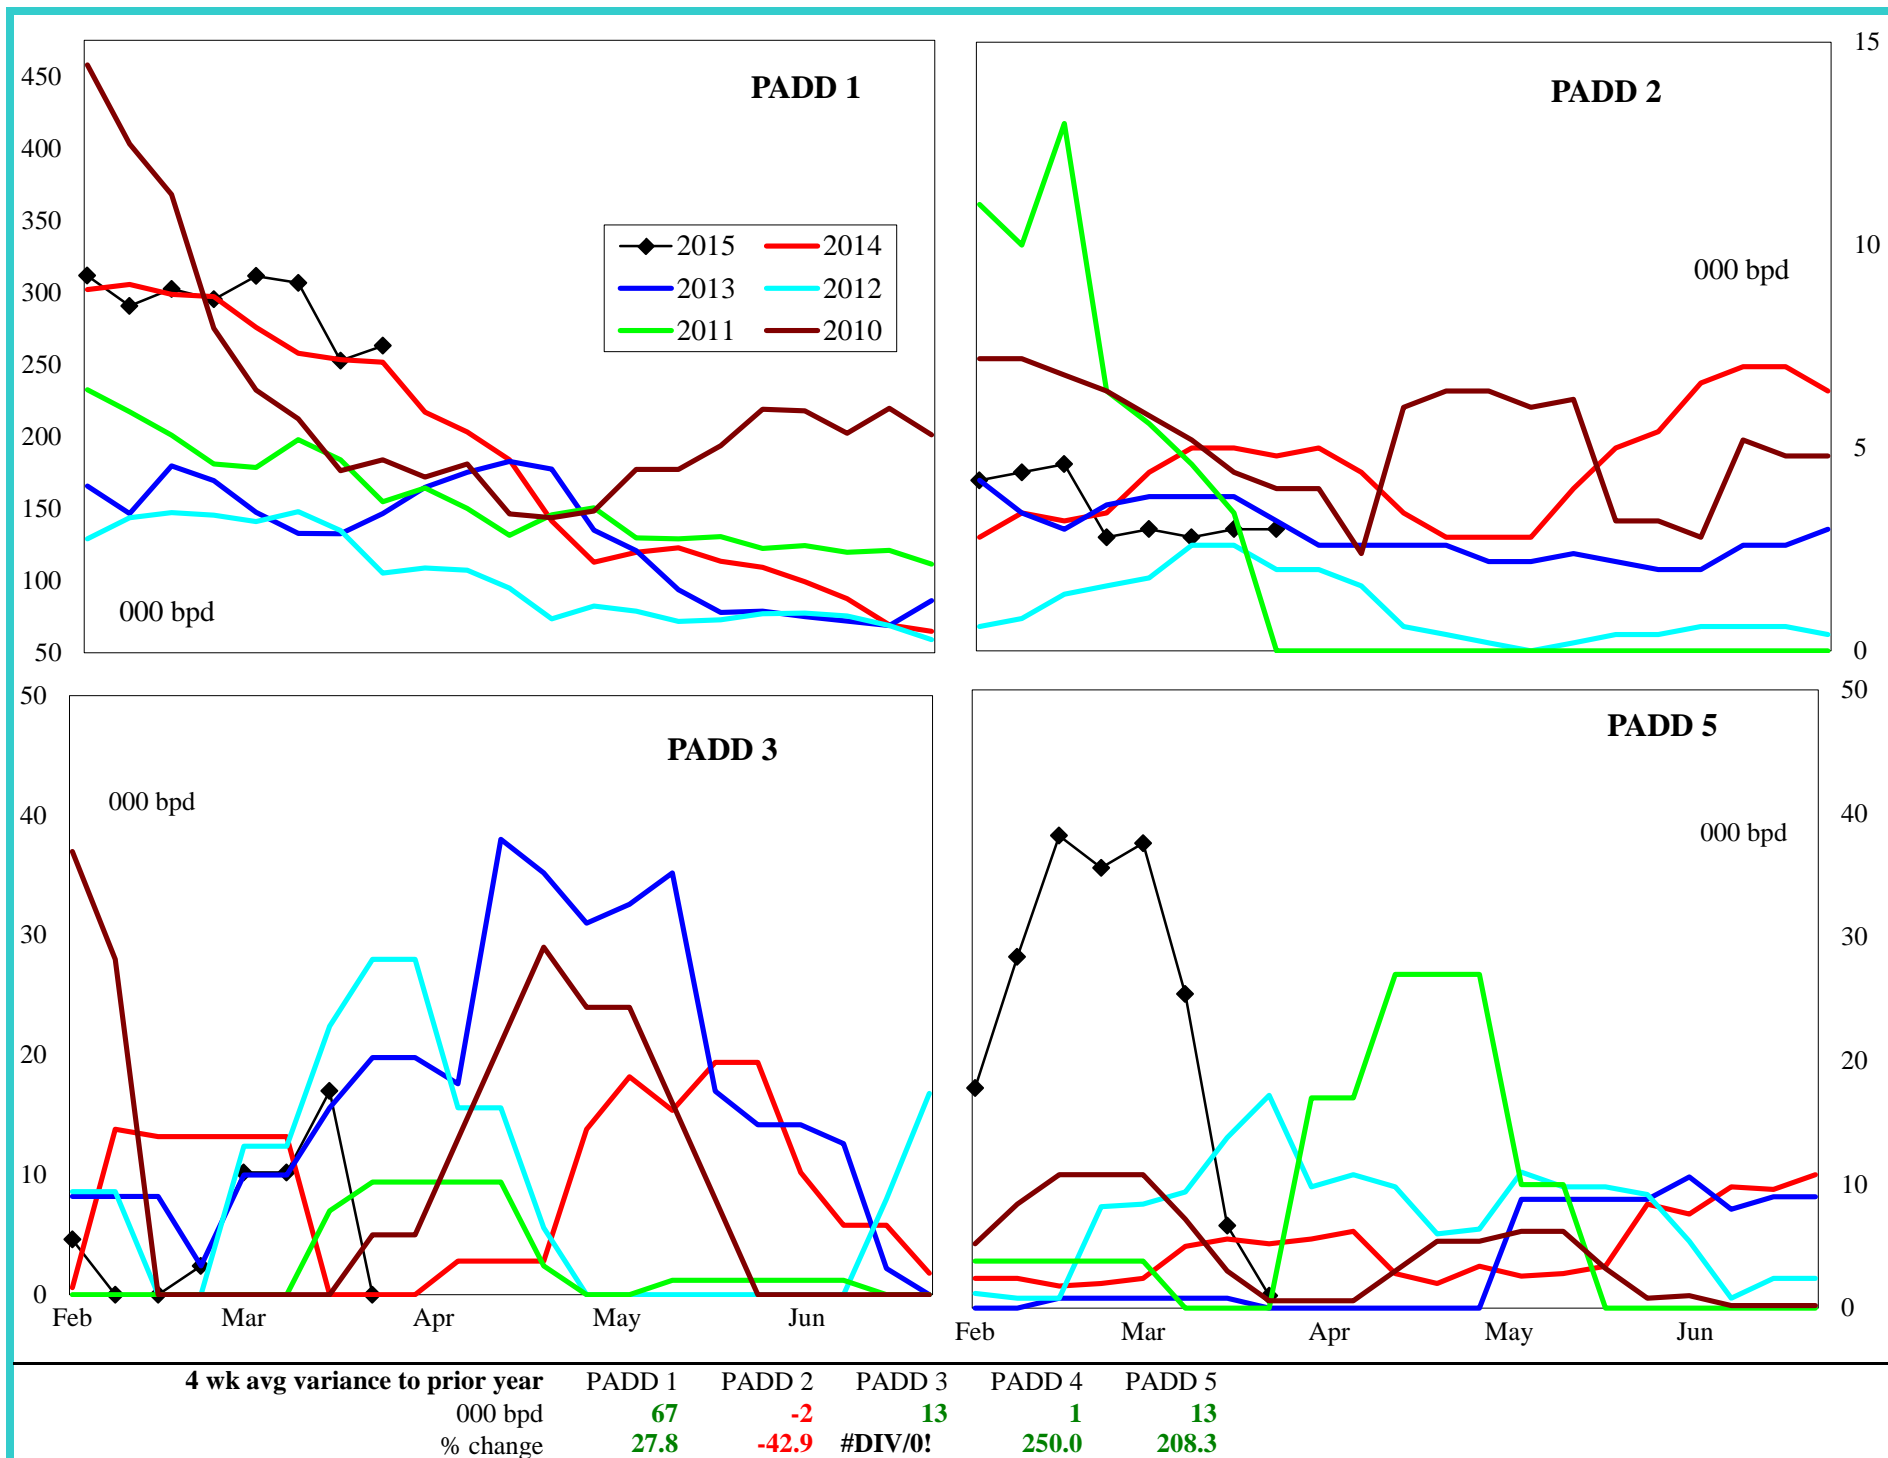 PADD 1
450
400
350
300
250
200
150
100
50
000 bpd
2015 2014
2013 2012
2011 2010
PADD 2
15
10
5
0
000 bpd
PADD 3
50
40
30
20
10
0
000 bpd
Feb Mar Apr May Jun
PADD 5
50
40
30
20
10
0
000 bpd
Feb Mar Apr May Jun
4 wk avg variance to prior year PADD 1 PADD 2 PADD 3 PADD 4 PADD 5
000 bpd 67 -2 13 1 13
% change 27.8 -42.9 #DIV/0! 250.0 208.3